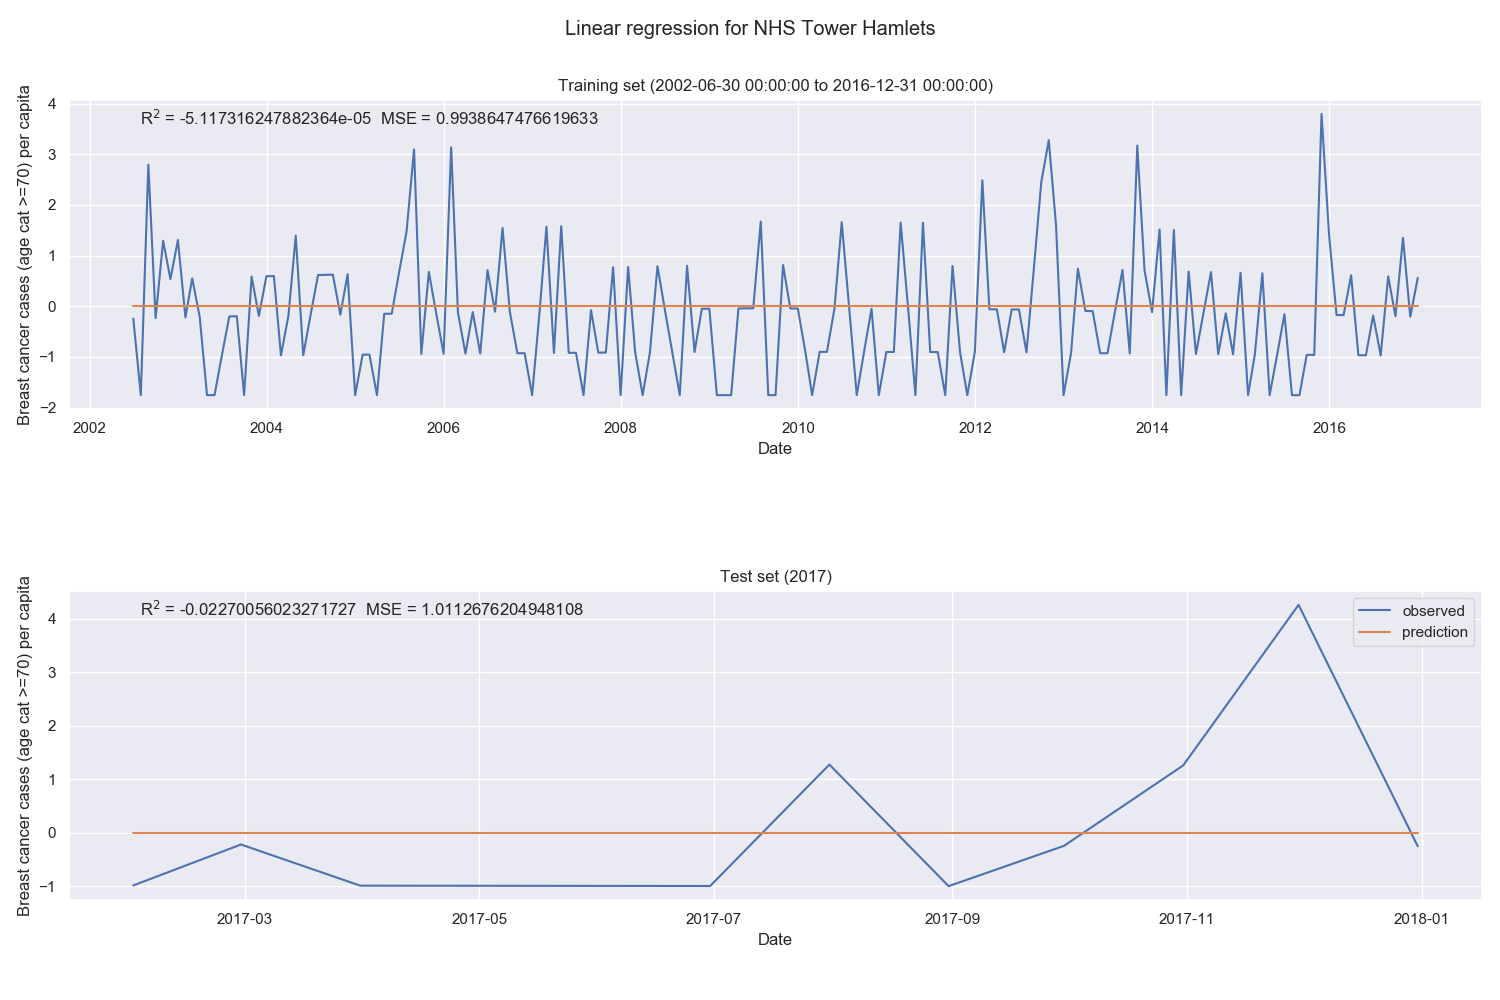 Linear regression for NHS Tower Hamlets
Training set (2002-06-30 00:00:00 to 2016-12-31 00:00:00)
R² = -5.117316247882364e-05 MSE = 0.9938647476619633
Breast cancer cases (age cat >=70) per capita
4
3
2
1
0
−1
−2
2002 2004 2006 2008 2010 2012 2014 2016
Date
Test set (2017)
R² = -0.02270056023271727 MSE = 1.0112676204948108
observed
prediction
Breast cancer cases (age cat >=70) per capita
4
3
2
1
0
−1
2017-03 2017-05 2017-07 2017-09 2017-11 2018-01
Date